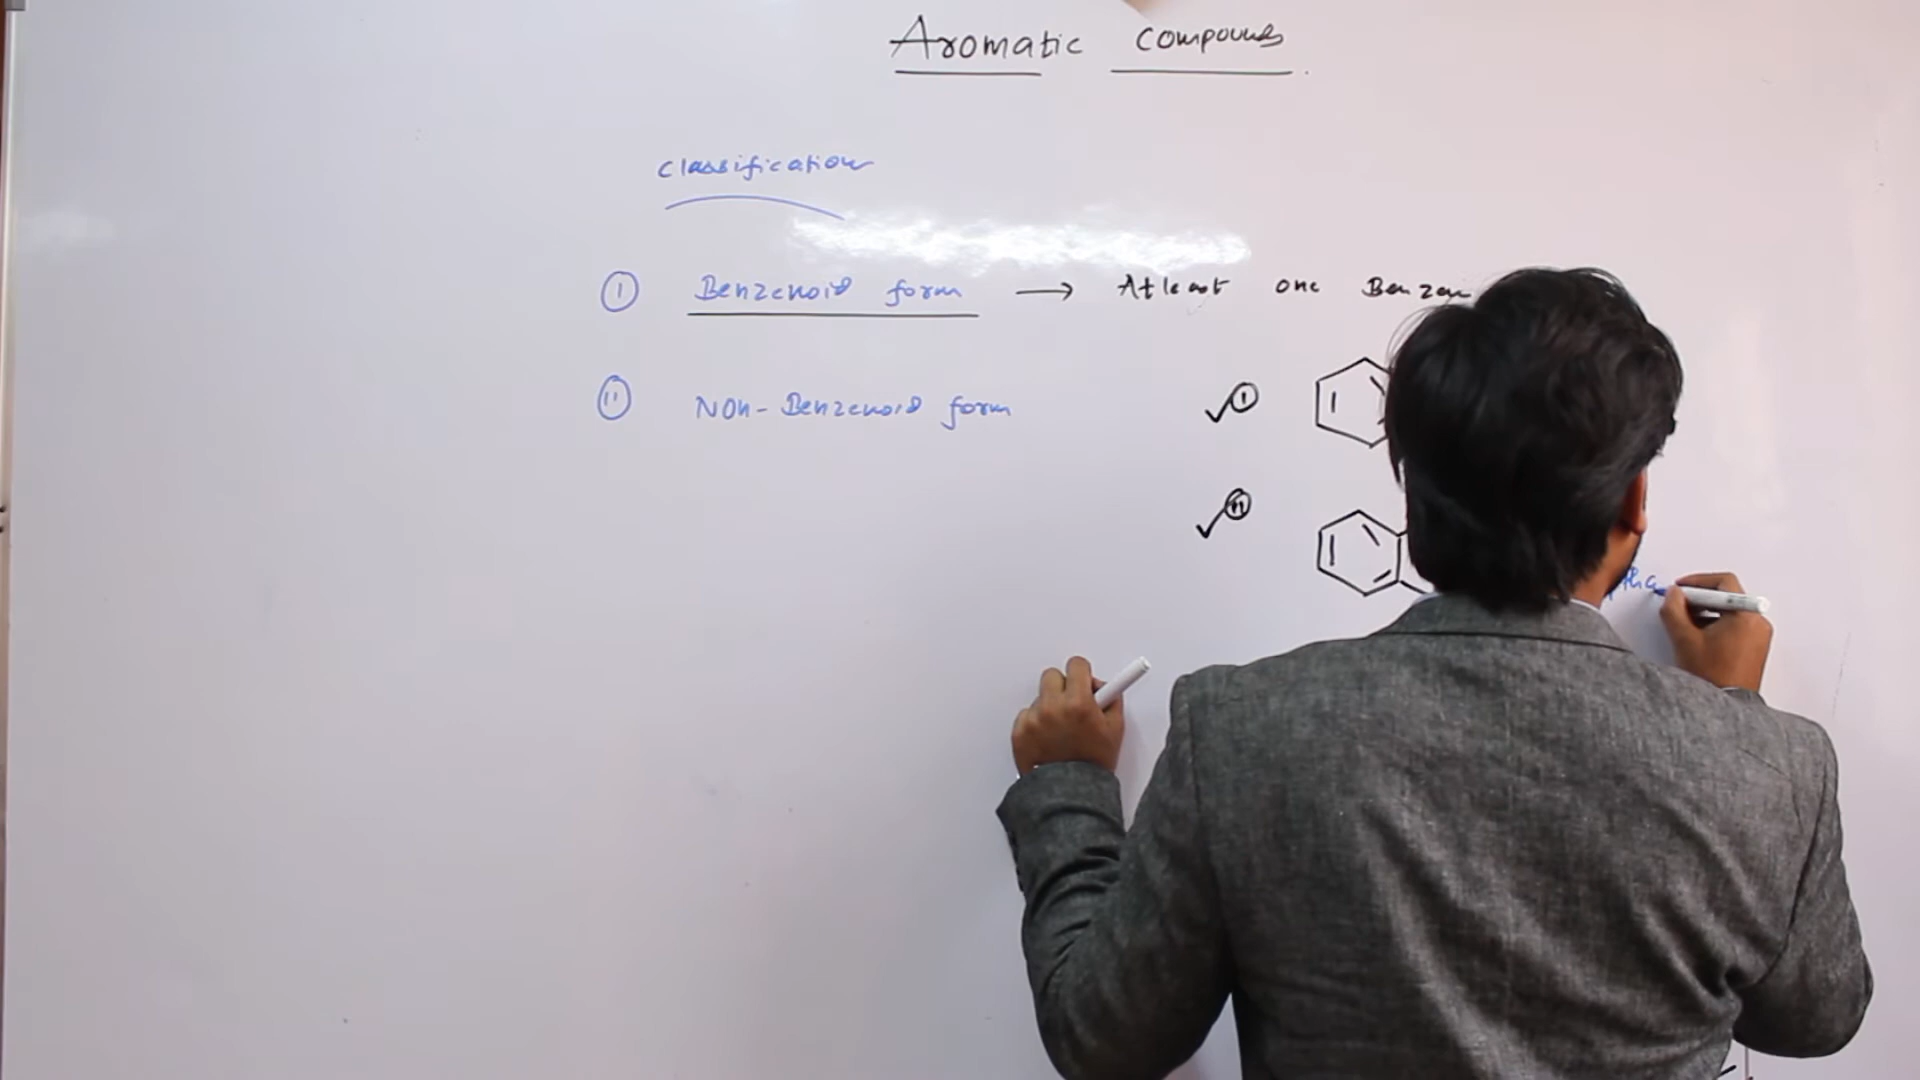 Aromatic Compounds
Classification
I Benzenoid form → Atleast one Benzen
II Non-Benzenoid form
I
II